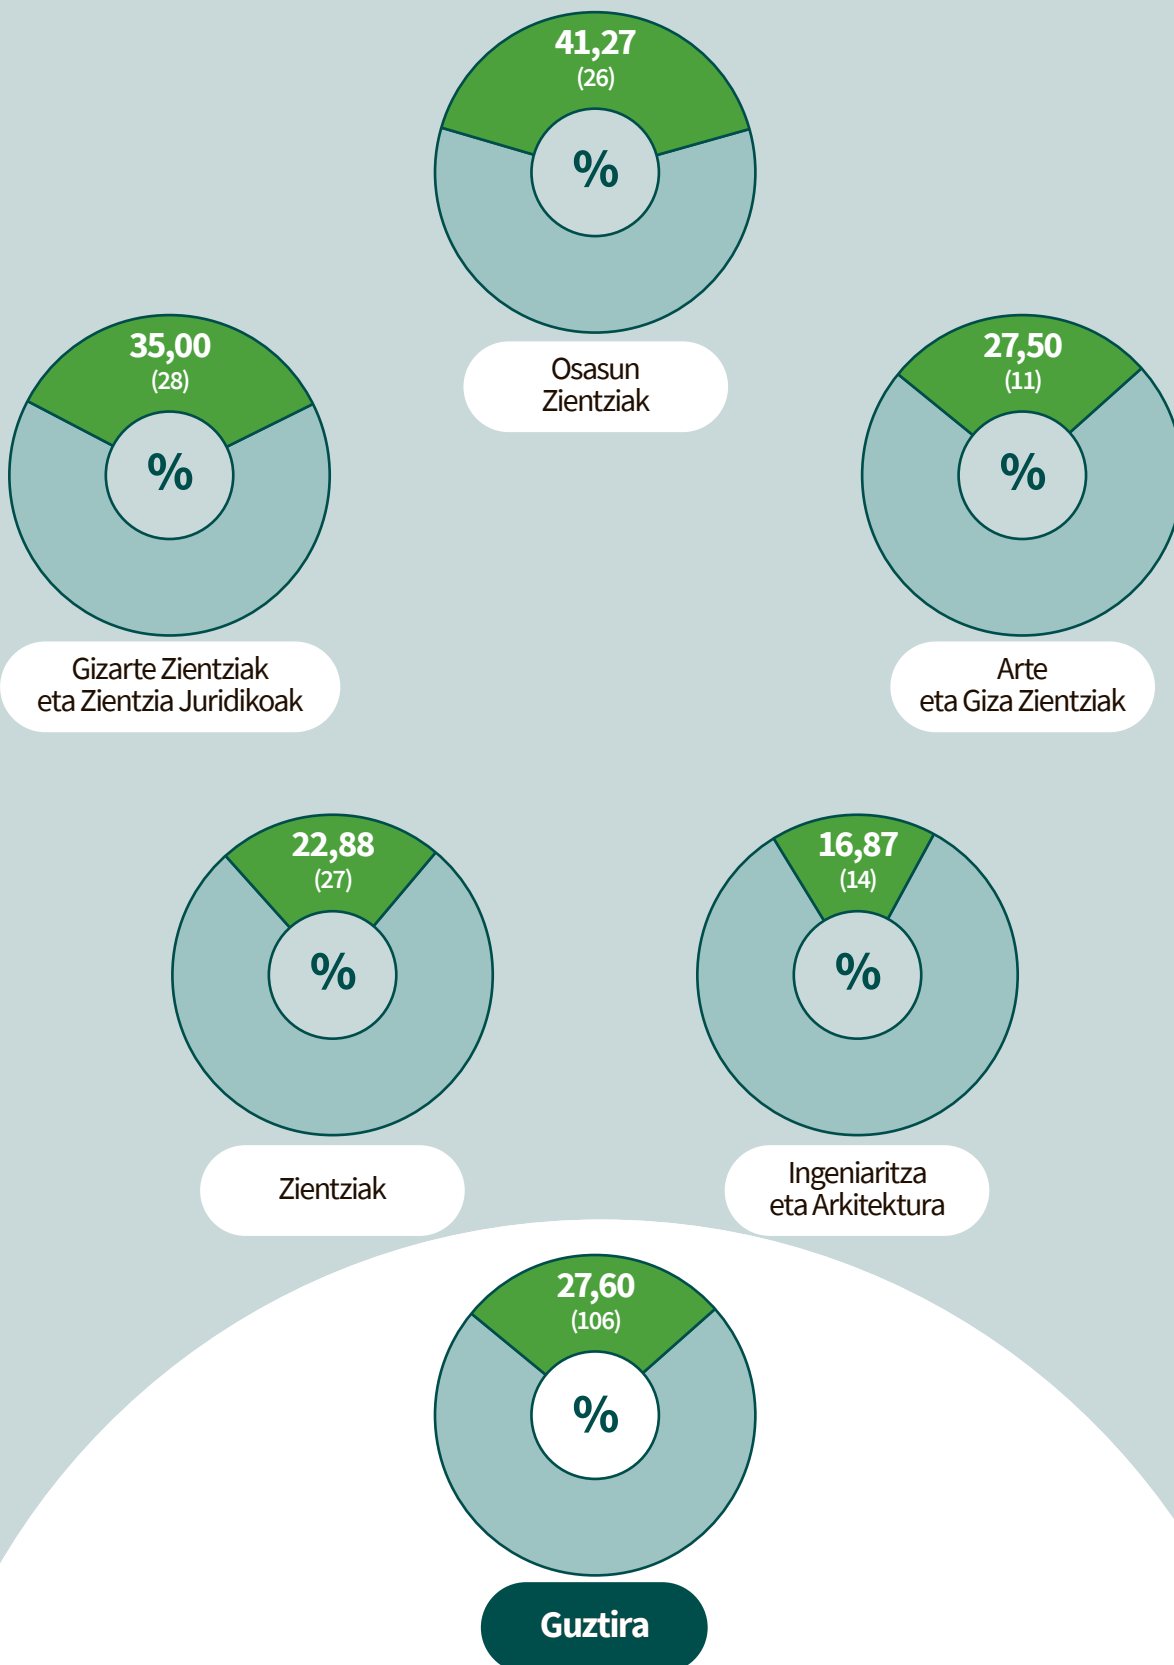 41,27
(26)
%
Osasun
Zientziak
35,00
(28)
%
Gizarte Zientziak
eta Zientzia Juridikoak
27,50
(11)
%
Arte
eta Giza Zientziak
22,88
(27)
%
Zientziak
16,87
(14)
%
Ingeniaritza
eta Arkitektura
27,60
(106)
%
Guztira